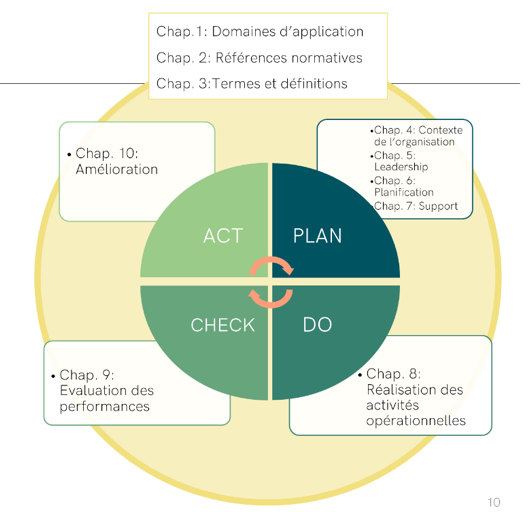 Chap.1: Domaines d'application
Chap. 2: Références normatives
Chap. 3:Termes et définitions
• Chap. 10:
Amélioration
•Chap. 4: Contexte
de l'organisation
•Chap. 5:
Leadership
•Chap. 6:
Planification
•Chap. 7: Support
ACT
PLAN
CHECK
DO
• Chap. 9:
Evaluation des
performances
• Chap. 8:
Réalisation des
activités
opérationnelles
10